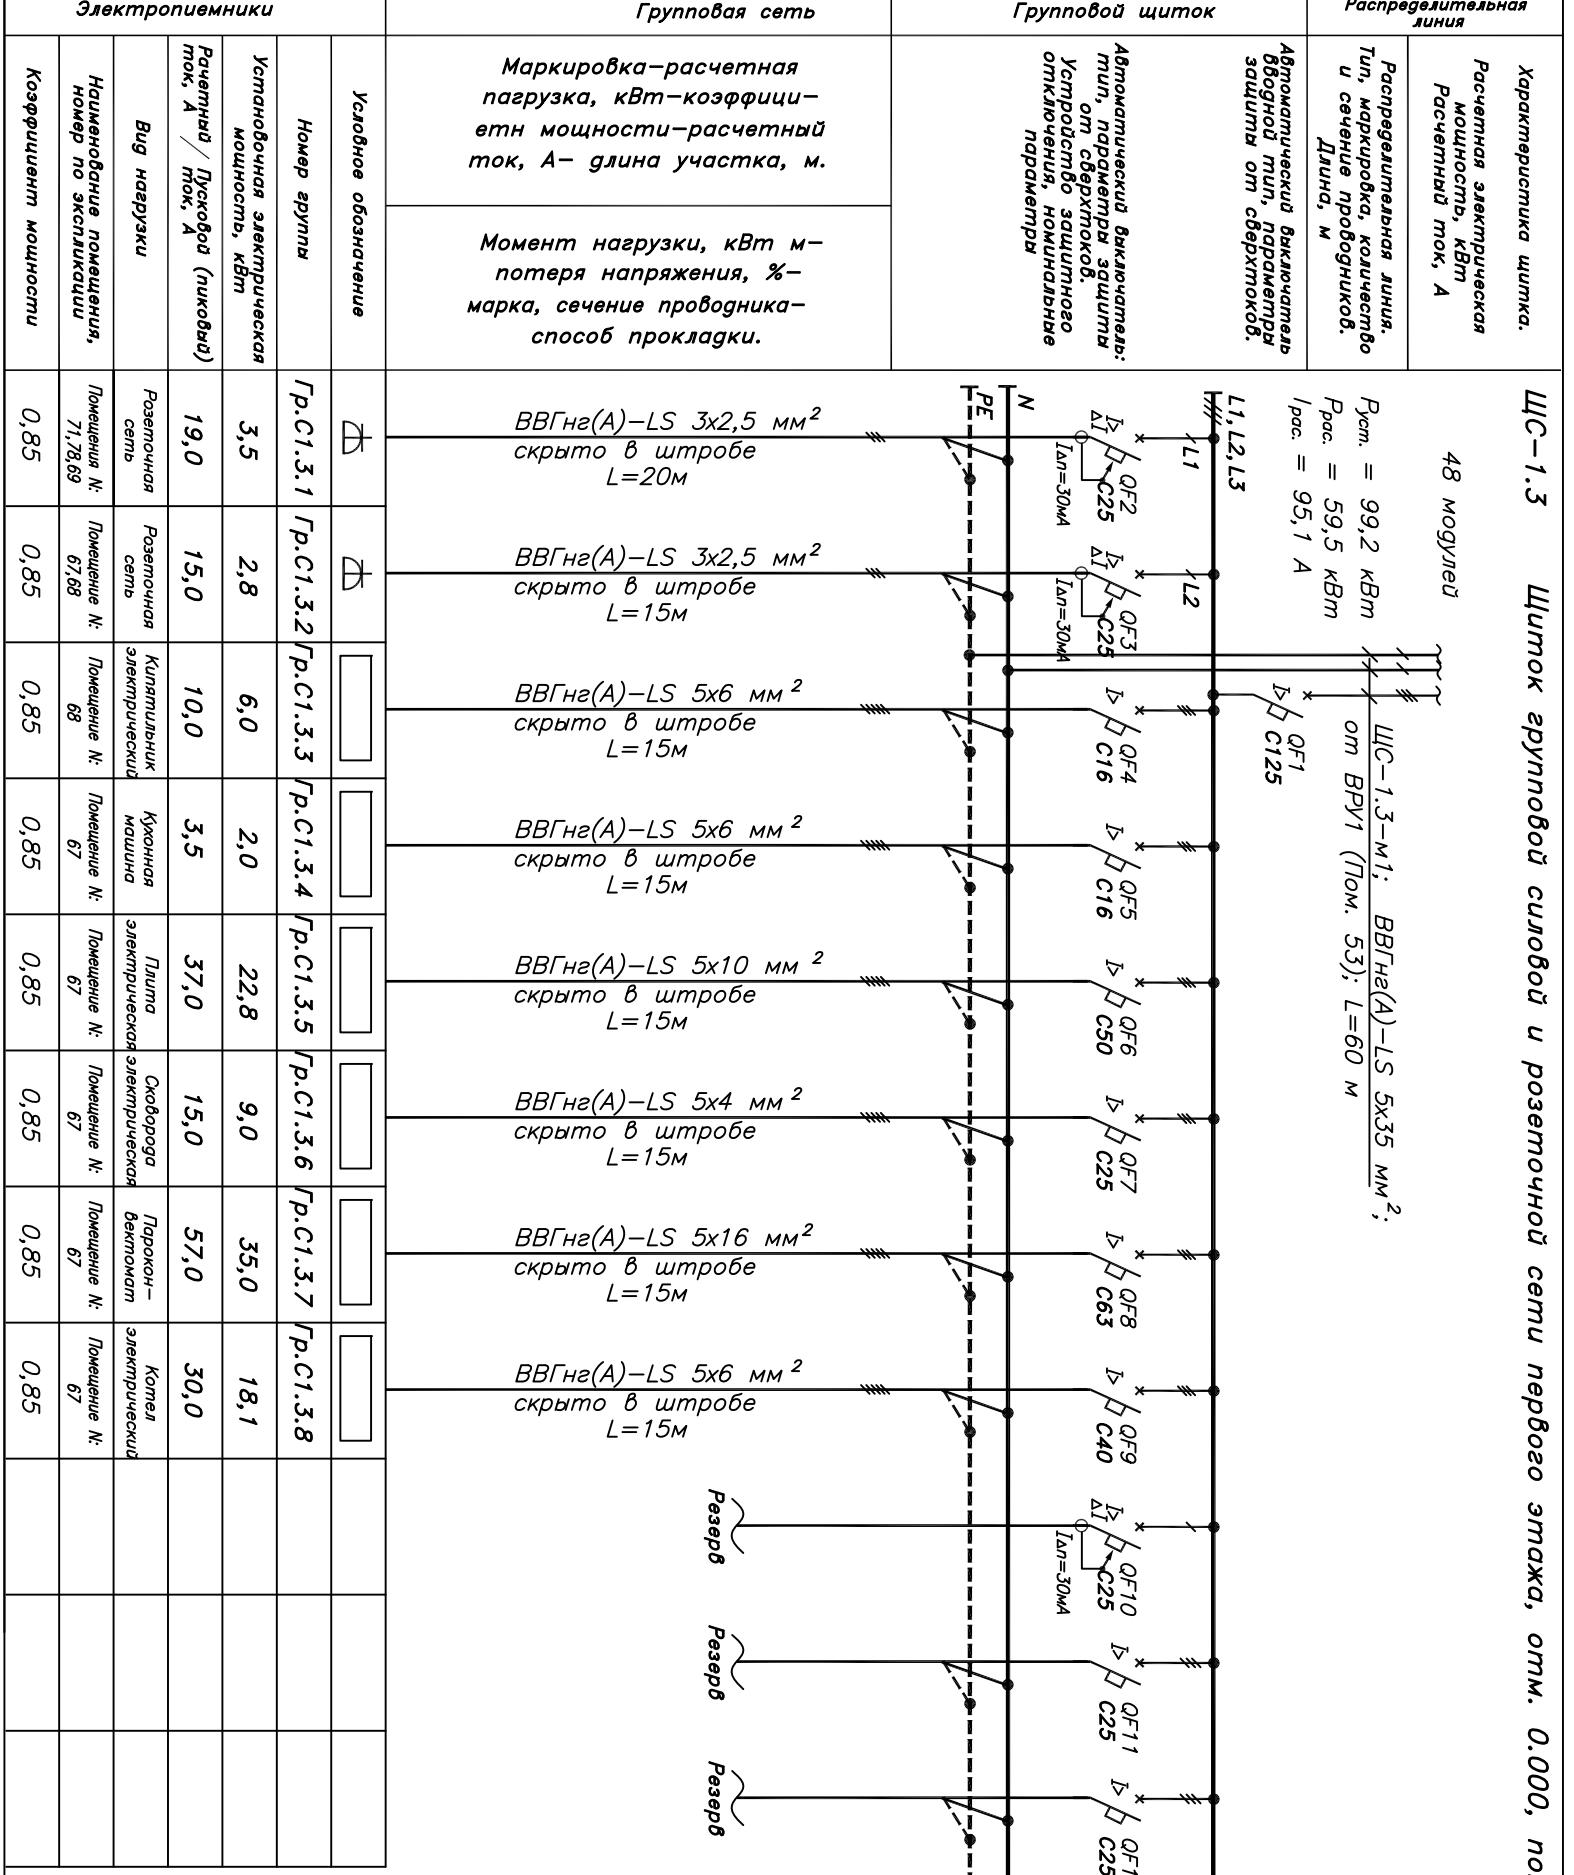 ЩС-1.3 Щиток групповой силовой и розеточной сети первого этажа, отм. 0.000, по
Распределительная
линия
Групповой щиток
Групповая сеть
Электропиемники
Характеристика щитка.
Расчетная электрическая
мощность, кВт
Расчетный ток, А
Распределительная линия.
Тип, маркировка, количество
и сечение проводников.
Длина, м
Автоматический выключатель
вводной тип, параметры
защиты от сверхтоков.
Автоматический выключатель:
тип, параметры защиты
от сверхтоков.
Устройство защитного
отключения, номинальные
параметры
Маркировка-расчетная
пагрузка, кВт-коэффици-
етн мощности-расчетный
ток, А- длина участка, м.
Момент нагрузки, кВт м-
потеря напряжения, %-
марка, сечение проводника-
способ прокладки.
Условное обозначение
Номер группы
Установочная электрическая
мощность, кВт
Рачетный / Пусковой (пиковый)
ток, А ток, А
Вид нагрузки
Наименование помещения,
номер по экспликации
Коэффициент мощности
48 модулей
Руст. = 99,2 кВт
Ррас. = 59,5 кВт
Iрас. = 95,1 А
ЩС-1.3-м1; ВВГнг(А)-LS 5х35 мм²;
от ВРУ1 (Пом. 53); L=60 м
QF1
C125
L1, L2, L3
N
PE
L1
QF2
C25
IΔn=30мА
L2
QF3
C25
IΔn=30мА
QF4
C16
QF5
C16
QF6
C50
QF7
C25
QF8
C63
QF9
C40
QF10
C25
IΔn=30мА
QF11
C25
QF1
C25
ВВГнг(А)-LS 3х2,5 мм²
скрыто в штробе
L=20м
ВВГнг(А)-LS 3х2,5 мм²
скрыто в штробе
L=15м
ВВГнг(А)-LS 5х6 мм²
скрыто в штробе
L=15м
ВВГнг(А)-LS 5х6 мм²
скрыто в штробе
L=15м
ВВГнг(А)-LS 5х10 мм²
скрыто в штробе
L=15м
ВВГнг(А)-LS 5х4 мм²
скрыто в штробе
L=15м
ВВГнг(А)-LS 5х16 мм²
скрыто в штробе
L=15м
ВВГнг(А)-LS 5х6 мм²
скрыто в штробе
L=15м
Резерв
Резерв
Резерв
Гр.С1.3.1
3,5
19,0
Розеточная
сеть
Помещения N:
71,78,69
0,85
Гр.С1.3.2
2,8
15,0
Розеточная
сеть
Помещение N:
67,68
0,85
Гр.С1.3.3
6,0
10,0
Кипятильник
электрический
Помещение N:
68
0,85
Гр.С1.3.4
2,0
3,5
Кухонная
машина
Помещение N:
67
0,85
Гр.С1.3.5
22,8
37,0
Плита
электрическая
Помещение N:
67
0,85
Гр.С1.3.6
9,0
15,0
Сковорода
электрическая
Помещение N:
67
0,85
Гр.С1.3.7
35,0
57,0
Парокон-
вектомат
Помещение N:
67
0,85
Гр.С1.3.8
18,1
30,0
Котел
электрический
Помещение N:
67
0,85